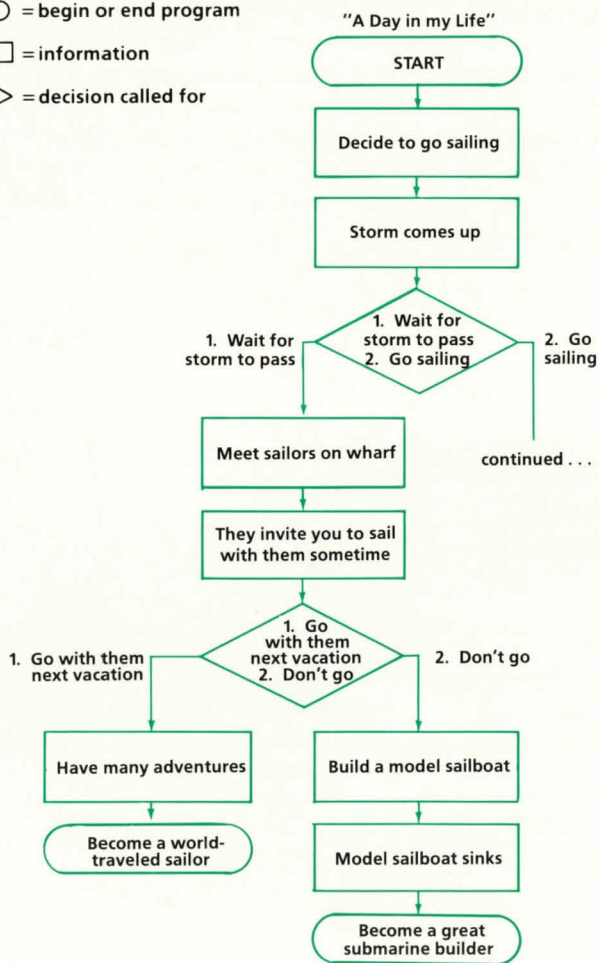 = begin or end program
= information
= decision called for
"A Day in my Life"
START
Decide to go sailing
Storm comes up
1. Wait for
storm to pass
2. Go sailing
1. Wait for
storm to pass
2. Go
sailing
Meet sailors on wharf
continued . . .
They invite you to sail
with them sometime
1. Go
with them
next vacation
2. Don't go
1. Go with them
next vacation
2. Don't go
Have many adventures
Build a model sailboat
Become a world-
traveled sailor
Model sailboat sinks
Become a great
submarine builder